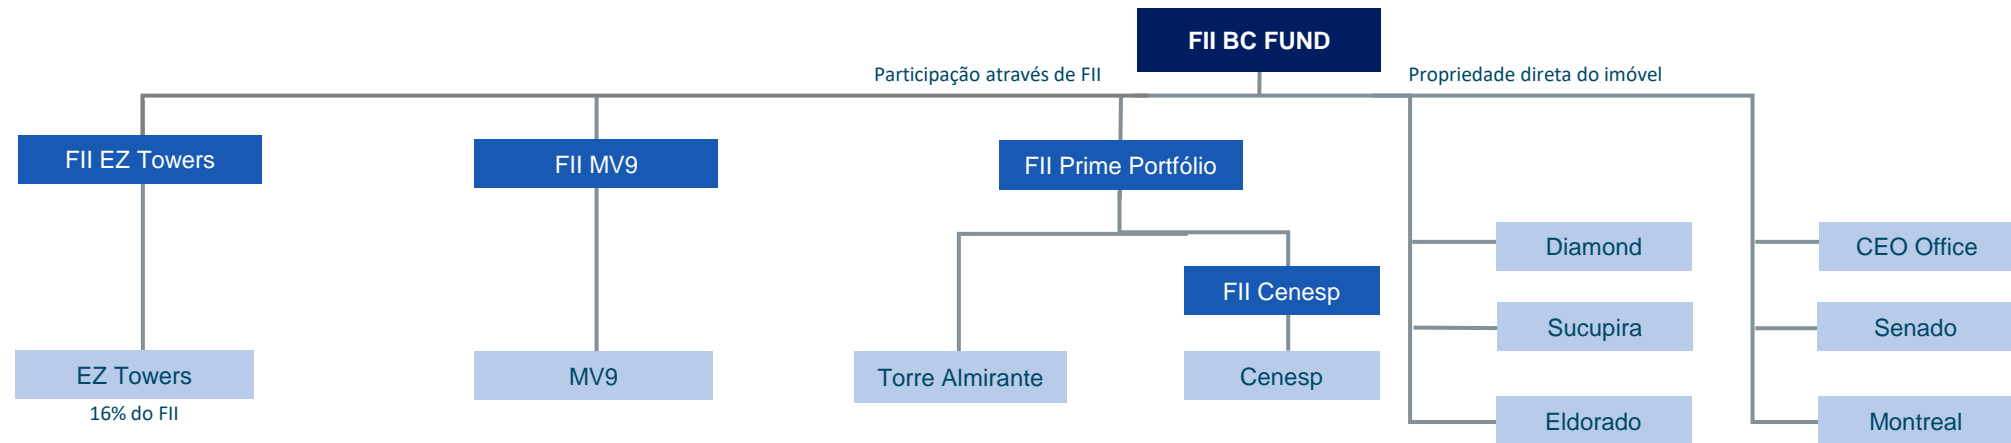 FII BC FUND
Participação através de FII
Propriedade direta do imóvel
FII EZ Towers
FII MV9
FII Prime Portfólio
Diamond
CEO Office
FII Cenesp
Sucupira
Senado
EZ Towers
MV9
Torre Almirante
Cenesp
16% do FII
Eldorado
Montreal